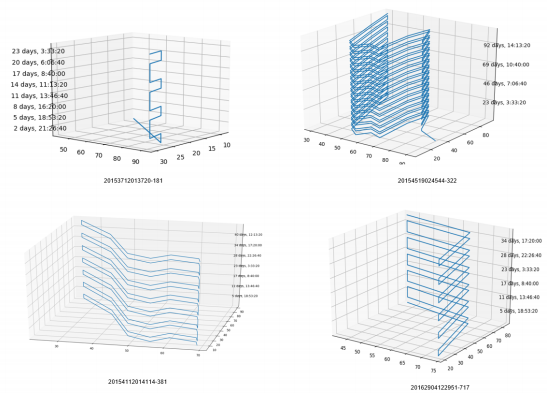 23 days, 3:33:20
20 days, 6:06:40
17 days, 8:40:00
14 days, 11:13:20
11 days, 13:46:40
8 days, 16:20:00
5 days, 18:53:20
2 days, 21:26:40
50 60 70 80 90 30 20 10
20153712013720-181
92 days, 14:13:20
69 days, 10:40:00
46 days, 7:06:40
23 days, 3:33:20
30 40 50 60 70 80 90 20 40 60 80
20154519024544-322
20154112014114-381
34 days, 17:20:00
28 days, 22:26:40
23 days, 3:33:20
17 days, 8:40:00
11 days, 13:46:40
5 days, 18:53:20
45 50 55 60 65 70 75 20 30 40 50 60 70 80
20162904122951-717